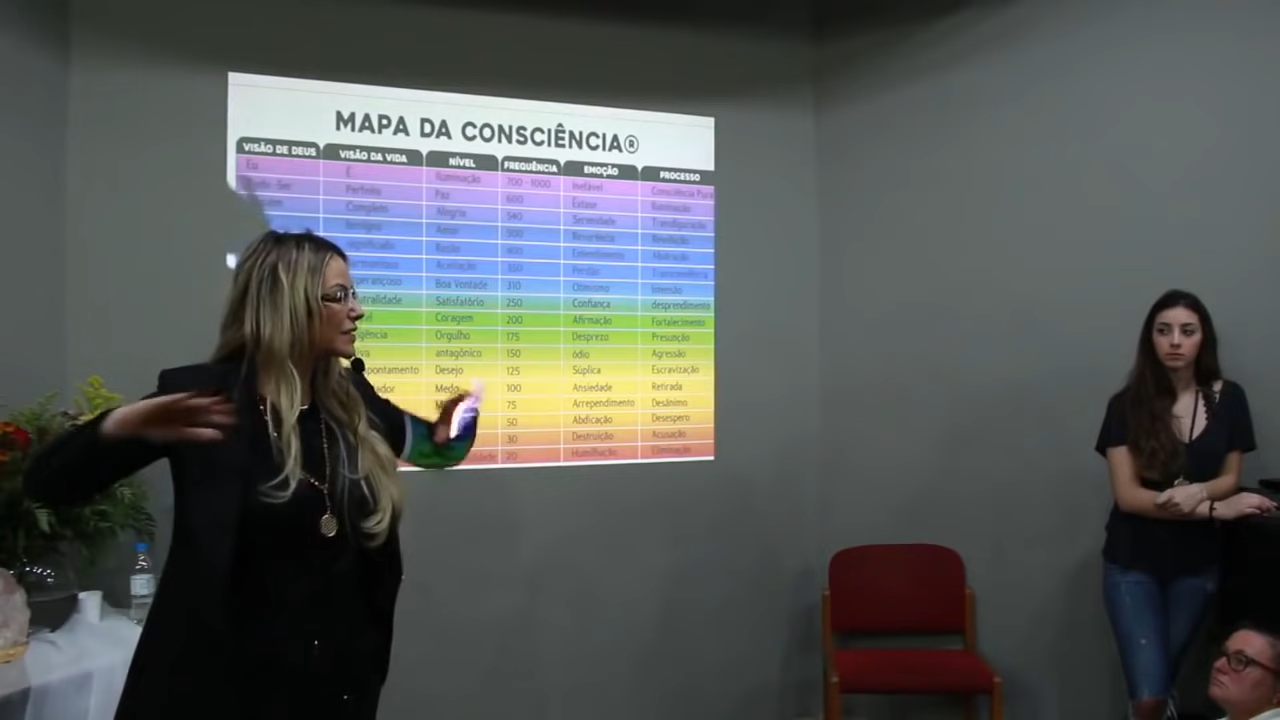 MAPA DA CONSCIÊNCIA®
VISÃO DE DEUS VISÃO DA VIDA NÍVEL FREQUÊNCIA EMOÇÃO PROCESSO
Eu É Iluminação 700 - 1000 Inefável Consciência Pura
Perfeito Paz 600 Êxtase Iluminação
Completo Alegria 540 Serenidade Transfiguração
Benigno Amor 500 Reverência Revelação
Significado Razão 400 Entendimento Abstração
Aceitação 350 Perdão
Boa Vontade 310 Otimismo Intenção
Satisfatório 250 Confiança desprendimento
Coragem 200 Afirmação Fortalecimento
Orgulho 175 Desprezo Presunção
antagônico 150 ódio Agressão
Desejo 125 Súplica Escravização
Medo 100 Ansiedade Retirada
75 Arrependimento Desânimo
50 Abdicação Desespero
30 Destruição Acusação
20 Humilhação Eliminação